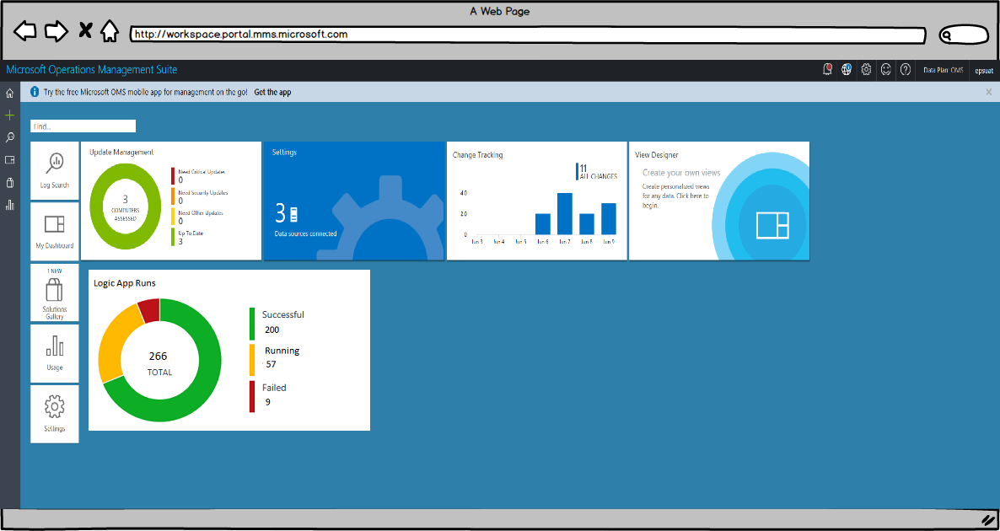 A Web Page
http://workspace.portal.mms.microsoft.com
Microsoft Operations Management Suite
Data Plan: OMS
epsuat
Try the free Microsoft OMS mobile app for management on the go! Get the app
Find...
Log Search
My Dashboard
1 NEW
Solutions
Gallery
Usage
Settings
Update Management
3
COMPUTERS
ASSESSED
Need Critical Updates
0
Need Security Updates
0
Need Other Updates
0
Up To Date
3
Settings
3
Data sources connected
Change Tracking
11
ALL CHANGES
4.0
2.0
0
Jun 3 Jun 4 Jun 5 Jun 6 Jun 7 Jun 8 Jun 9
View Designer
Create your own views
Create personalized views
for any data. Click here to
begin.
Logic App Runs
266
TOTAL
Successful
200
Running
57
Failed
9